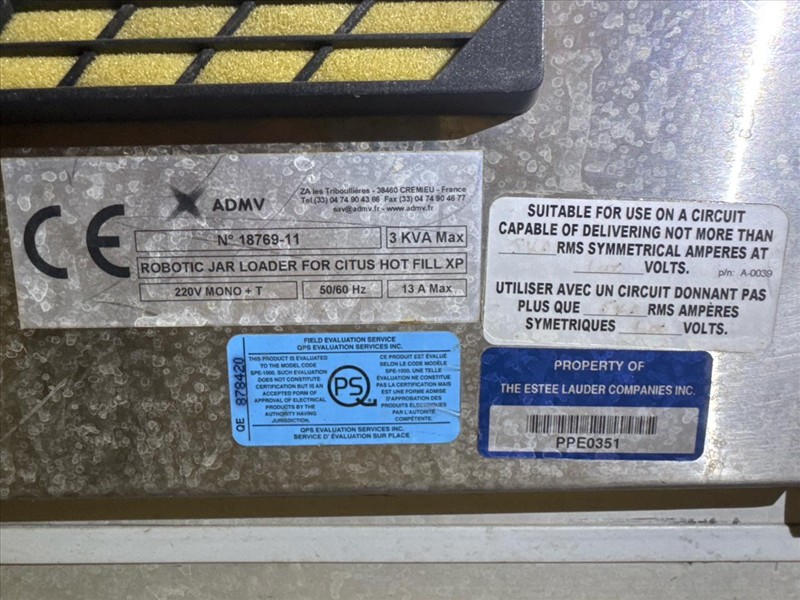 CE
ADMV
ZA les Triboullières - 38460 CREMIEU - France
Tel (33) 04 74 90 43 66 Fax (33) 04 74 90 46 77
sav@admv.fr - www.admv.fr
N° 18769-11
3 KVA Max
ROBOTIC JAR LOADER FOR CITUS HOT FILL XP
220V MONO + T
50/60 Hz
13 A Max
SUITABLE FOR USE ON A CIRCUIT
CAPABLE OF DELIVERING NOT MORE THAN
RMS SYMMETRICAL AMPERES AT
VOLTS.
p/n: A-0039
UTILISER AVEC UN CIRCUIT DONNANT PAS
PLUS QUE RMS AMPÈRES
SYMETRIQUES VOLTS.
FIELD EVALUATION SERVICE
QPS EVALUATION SERVICES INC.
QE 878420
THIS PRODUCT IS EVALUATED
TO THE MODEL CODE
SPE-1000. SUCH EVALUATION
DOES NOT CONSTITUTE
CERTIFICATION BUT IS AN
ACCEPTED FORM OF
APPROVAL OF ELECTRICAL
PRODUCTS BY THE
AUTHORITY HAVING
JURISDICTION.
QPS
CE PRODUIT EST ÉVALUÉ
SELON LE CODE MODÈLE
SPE-1000. UNE TELLE
ÉVALUATION NE CONSTITUE
PAS LA CERTIFICATION MAIS
EST UNE FORME ADMISE
D'APPROBATION DES
PRODUITS ÉLECTRIQUES
PAR L'AUTORITÉ
COMPÉTENTE.
QPS EVALUATION SERVICES INC.
SERVICE D' ÉVALUATION SUR PLACE
PROPERTY OF
THE ESTEE LAUDER COMPANIES INC.
PPE0351